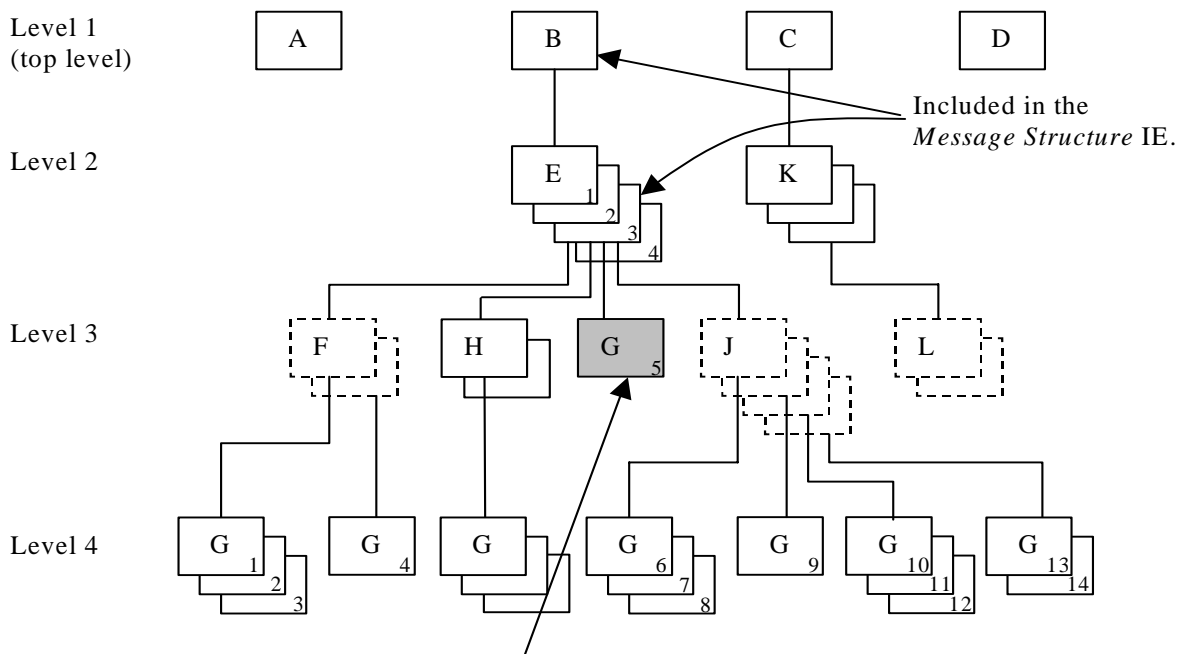 Level 1
(top level)
A
B
C
D
Included in the
Message Structure IE.
Level 2
E
1
2
3
4
K
Level 3
F
H
G
5
J
L
Level 4
G
1
2
3
G
4
G
G
6
7
8
G
9
G
10
11
12
G
13
14